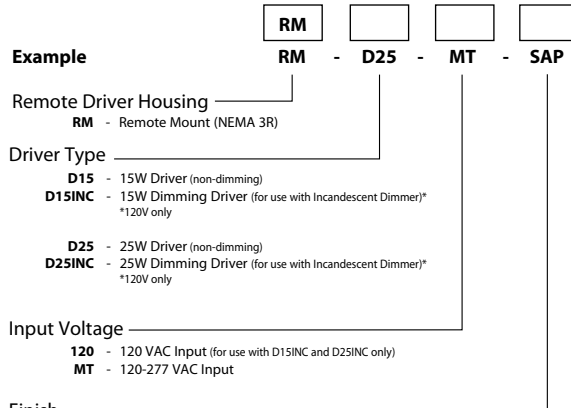 RM
Example RM - D25 - MT - SAP
Remote Driver Housing
RM - Remote Mount (NEMA 3R)
Driver Type
D15 - 15W Driver (non-dimming)
D15INC - 15W Dimming Driver (for use with Incandescent Dimmer)*
*120V only
D25 - 25W Driver (non-dimming)
D25INC - 25W Dimming Driver (for use with Incandescent Dimmer)*
*120V only
Input Voltage
120 - 120 VAC Input (for use with D15INC and D25INC only)
MT - 120-277 VAC Input
Finish